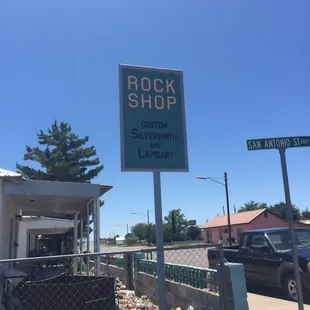 ROCK
SHOP
CUSTOM
SILVERSMITH
AND
LAPIDARY
SAN ANTONIO ST